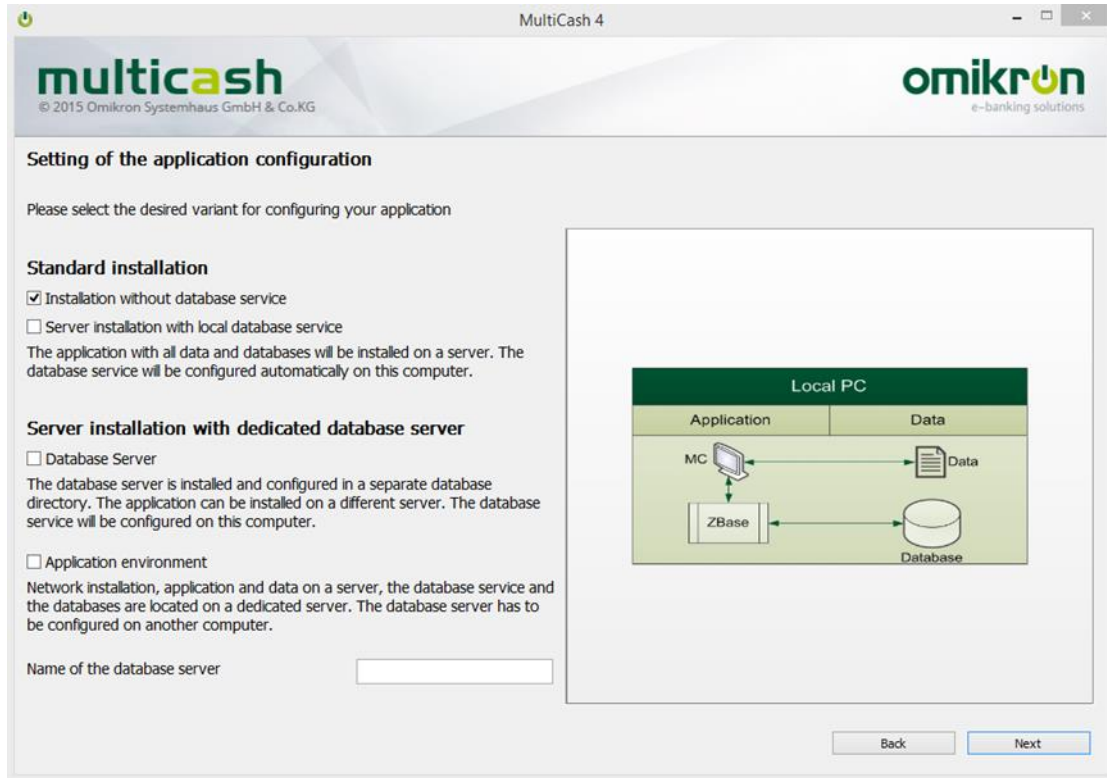 MultiCash 4
multicash
© 2015 Omikron Systemhaus GmbH & Co.KG
omikron
e-banking solutions
Setting of the application configuration
Please select the desired variant for configuring your application
Standard installation
Installation without database service
Server installation with local database service
The application with all data and databases will be installed on a server. The
database service will be configured automatically on this computer.
Server installation with dedicated database server
Database Server
The database server is installed and configured in a separate database
directory. The application can be installed on a different server. The database
service will be configured on this computer.
Application environment
Network installation, application and data on a server, the database service and
the databases are located on a dedicated server. The database server has to
be configured on another computer.
Name of the database server
Local PC
Application
Data
MC
Data
ZBase
Database
Back
Next